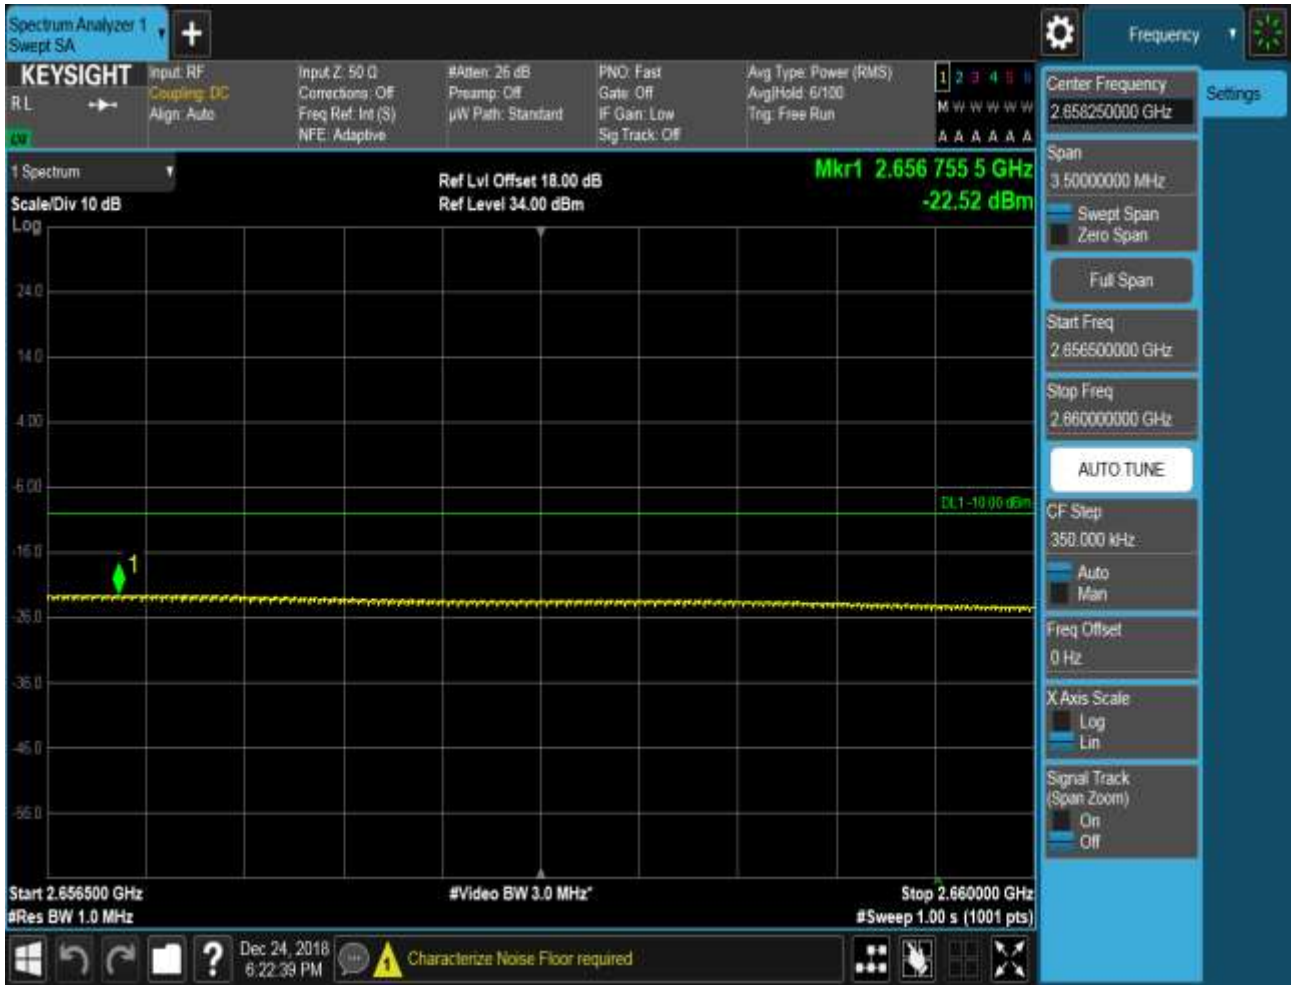 Spectrum Analyzer 1
Swept SA
+
Frequency
KEYSIGHT
RL
Input: RF
Coupling: DC
Align: Auto
Input Z: 50 Ω
Corrections: Off
Freq Ref: Int (S)
NFE: Adaptive
#Atten: 26 dB
Preamp: Off
µW Path: Standard
PNO: Fast
Gate: Off
IF Gain: Low
Sig Track: Off
Avg Type: Power (RMS)
Avg|Hold: 6/100
Trig: Free Run
1 2 3 4 5 6
M W W W W W
A A A A A A
1 Spectrum
Scale/Div 10 dB
Ref Lvl Offset 18.00 dB
Ref Level 34.00 dBm
Mkr1 2.656 755 5 GHz
-22.52 dBm
Log
24.0
14.0
4.00
-6.00
-16.0
-26.0
-36.0
-46.0
-56.0
DL1 -10.00 dBm
1
Start 2.656500 GHz
#Res BW 1.0 MHz
#Video BW 3.0 MHz*
Stop 2.660000 GHz
#Sweep 1.00 s (1001 pts)
Center Frequency
2.658250000 GHz
Settings
Span
3.50000000 MHz
Swept Span
Zero Span
Full Span
Start Freq
2.656500000 GHz
Stop Freq
2.660000000 GHz
AUTO TUNE
CF Step
350.000 kHz
Auto
Man
Freq Offset
0 Hz
X Axis Scale
Log
Lin
Signal Track
(Span Zoom)
On
Off
?
Dec 24, 2018
6:22:39 PM
1
Characterize Noise Floor required